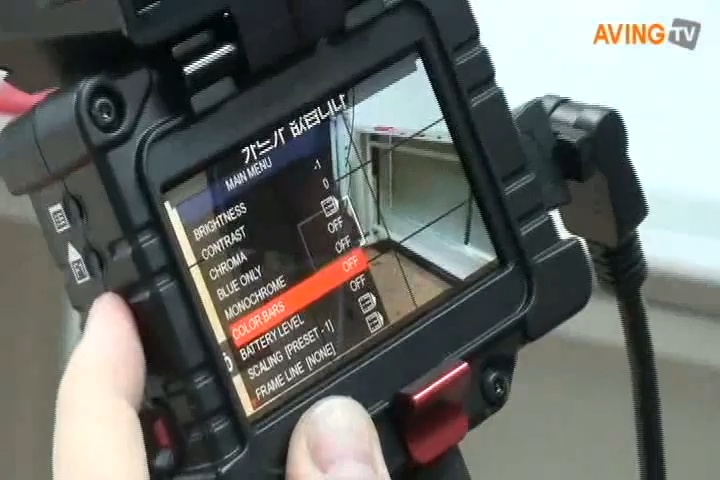 AVING TV
MAIN MENU
BRIGHTNESS -1
CONTRAST 0
CHROMA
BLUE ONLY OFF
MONOCHROME OFF
COLOR BARS OFF
BATTERY LEVEL OFF
SCALING [PRESET -1]
FRAME LINE [NONE]